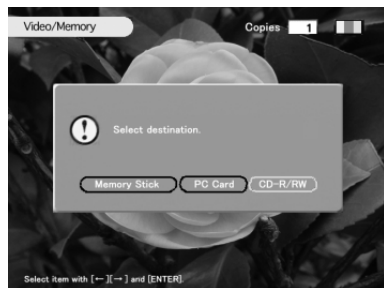 Video/Memory Copies 1
Select destination.
Memory Stick PC Card CD-R/RW
Select item with [←][→] and [ENTER].